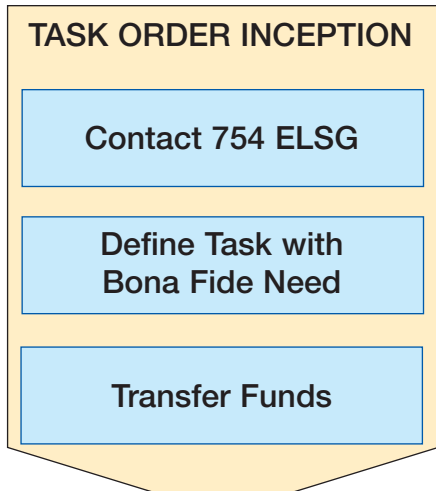 TASK ORDER INCEPTION
Contact 754 ELSG
Define Task with
Bona Fide Need
Transfer Funds